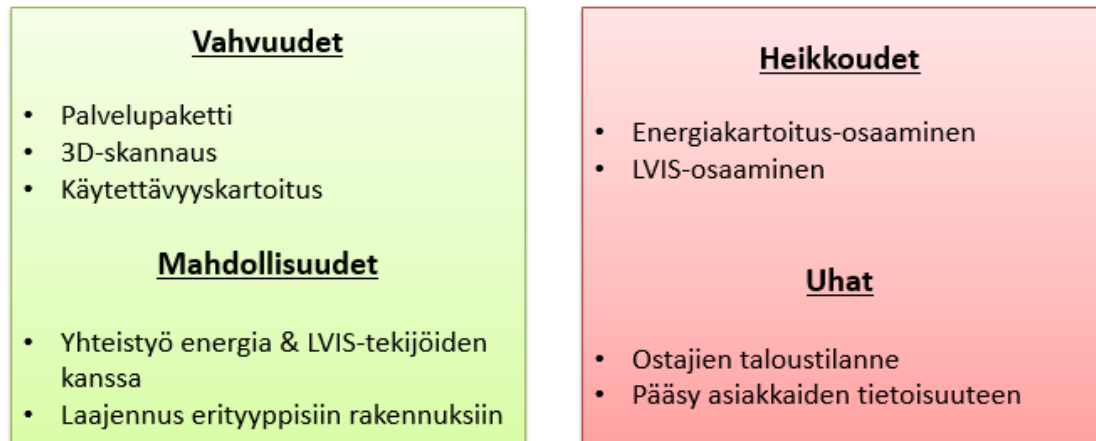 Vahvuudet
• Palvelupaketti
• 3D-skannaus
• Käytettävyyskartoitus
Mahdollisuudet
• Yhteistyö energia & LVIS-tekijöiden
kanssa
• Laajennus erityyppisiin rakennuksiin
Heikkoudet
• Energiakartoitus-osaaminen
• LVIS-osaaminen
Uhat
• Ostajien taloustilanne
• Pääsy asiakkaiden tietoisuuteen